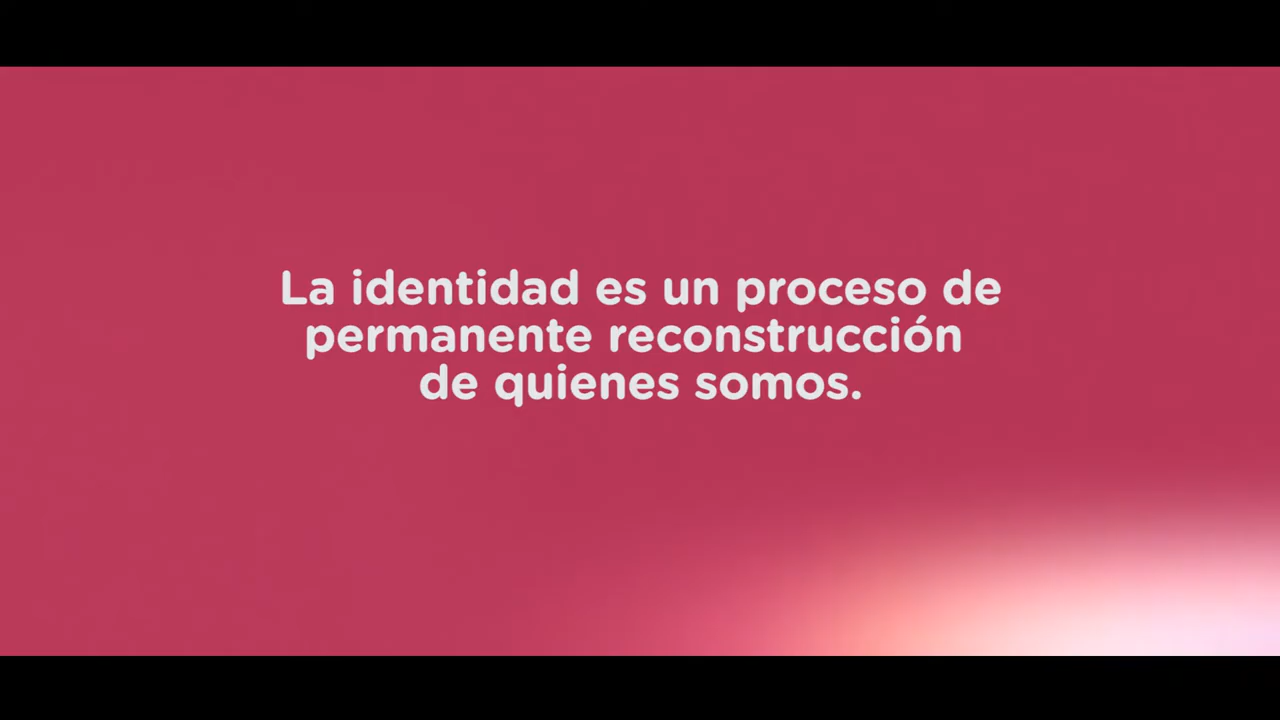 La identidad es un proceso de
permanente reconstrucción
de quienes somos.